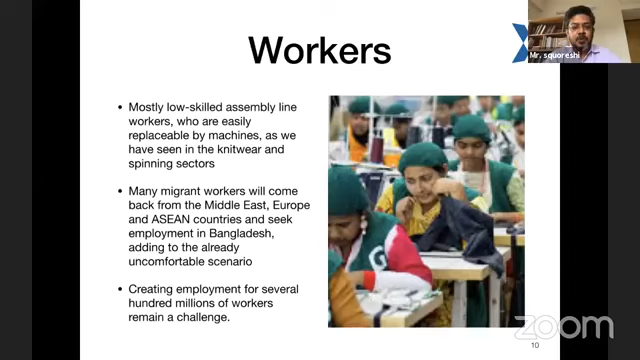 Workers
Mr. squoreshi
• Mostly low-skilled assembly line
workers, who are easily
replaceable by machines, as we
have seen in the knitwear and
spinning sectors
• Many migrant workers will come
back from the Middle East, Europe
and ASEAN countries and seek
employment in Bangladesh,
adding to the already
uncomfortable scenario
• Creating employment for several
hundred millions of workers
remain a challenge.
zoom
10